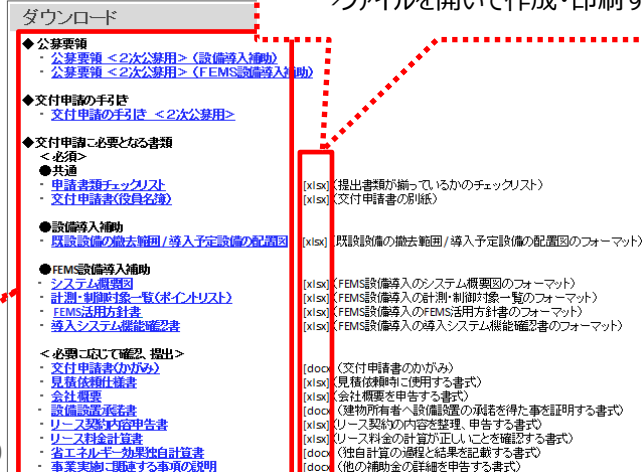 ⇒ファイルを開いて作成・印刷す
ダウンロード
◆公募要領
・公募要領 <2次公募用>(設備導入補助)
・公募要領 <2次公募用>(FEMS設備導入補助)
◆交付申請の手引き
・交付申請の手引き <2次公募用>
◆交付申請に必要となる書類
<必須>
●共通
・申請書類チェックリスト [xlsx](提出書類が揃っているかのチェックリスト)
・交付申請書(役員名簿) [xlsx](交付申請書の別紙)
●設備導入補助
・既設設備の撤去範囲/導入予定設備の配置図 [xlsx](既設設備の撤去範囲/導入予定設備の配置図のフォーマット)
●FEMS設備導入補助
・システム概要図 [xlsx](FEMS設備導入のシステム概要図のフォーマット)
・計測・制御対象一覧(ポイントリスト) [xlsx](FEMS設備導入の計測・制御対象一覧のフォーマット)
・FEMS活用方針書 [xlsx](FEMS設備導入のFEMS活用方針書のフォーマット)
・導入システム機能確認書 [xlsx](FEMS設備導入の導入システム機能確認書のフォーマット)
<必要に応じて確認、提出>
・交付申請書(かがみ) [docx (交付申請書のかがみ)
・見積依頼仕様書 [xlsx](見積依頼時に使用する書式)
・会社概要 [xlsx](会社概要を申告する書式)
・設備設置承諾書 [docx (建物所有者へ設備設置の承諾を得た事を証明する書式)
・リース契約内容申告書 [xlsx](リース契約の内容を整理、申告する書式)
・リース料金計算書 [xlsx](リース料金の計算が正しいことを確認する書式)
・省エネルギー効果独自計算書 [docx (独自計算の過程と結果を記載する書式)
・事業実施に関連する事項の説明 [docx (他の補助金の詳細を申告する書式)
)